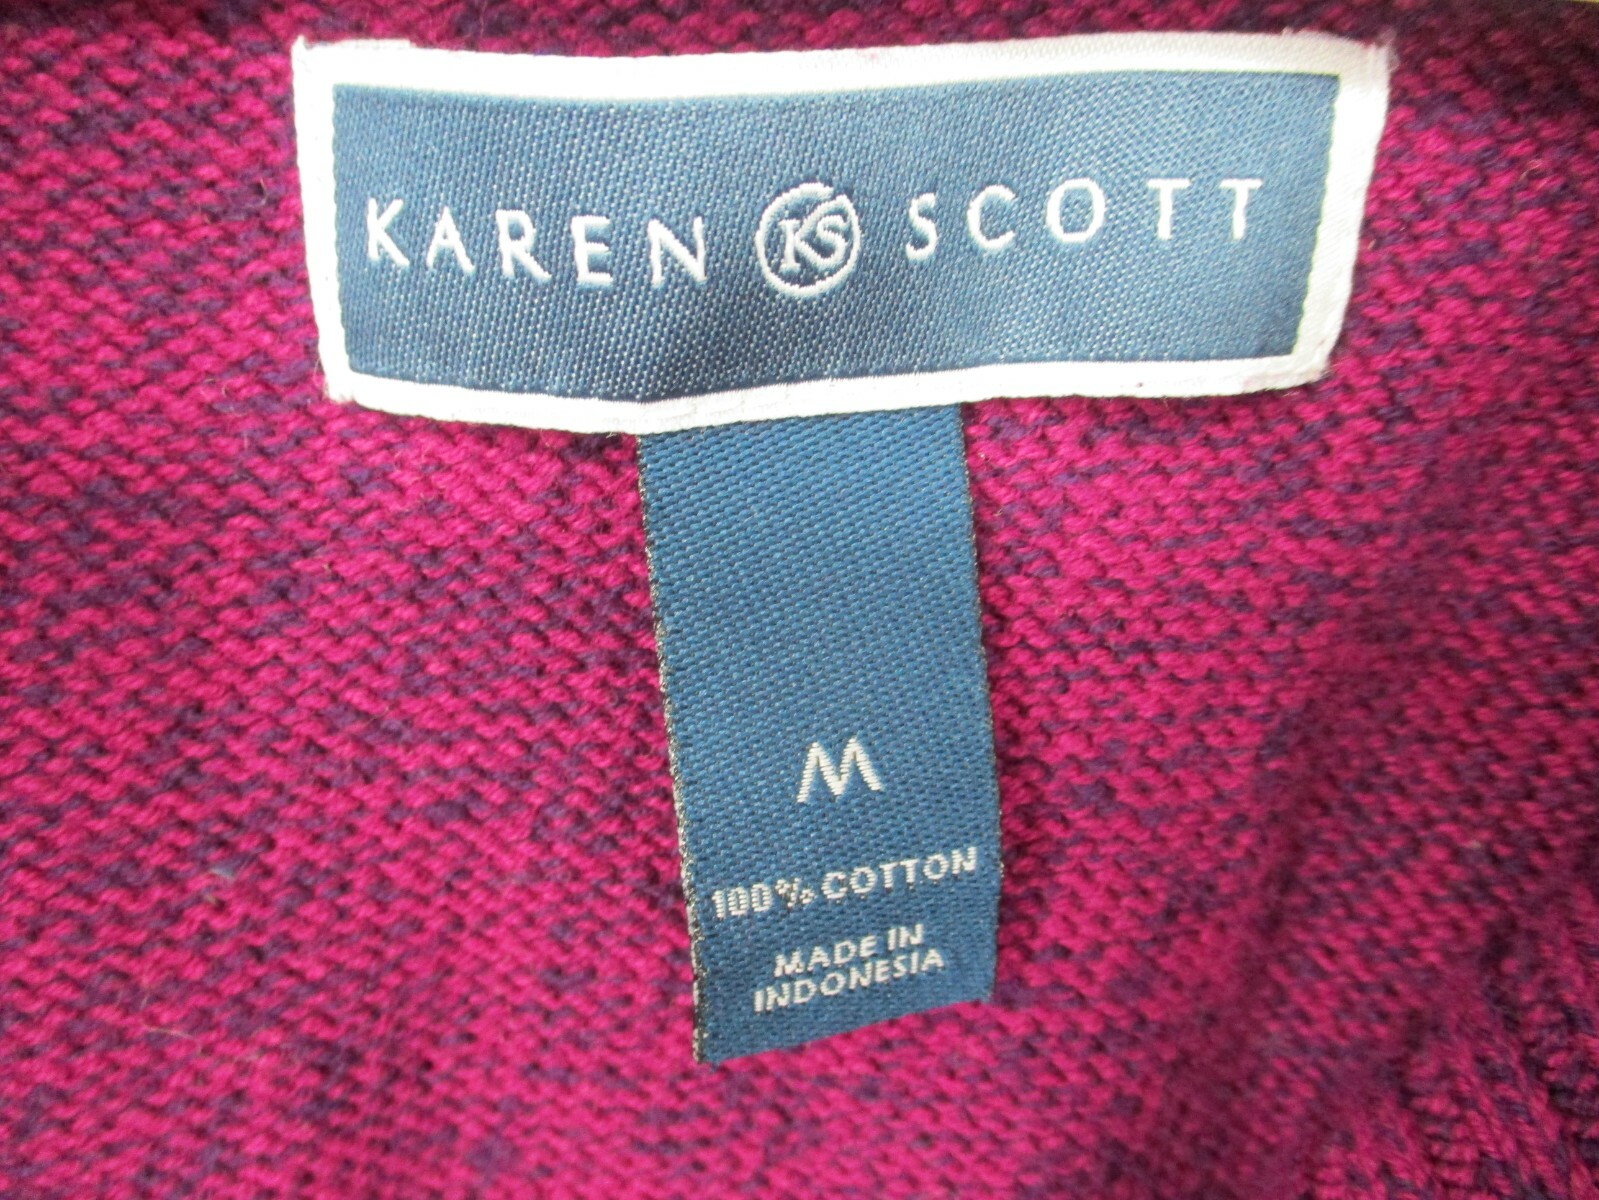 KAREN KS SCOTT
M
100% COTTON
MADE IN
INDONESIA